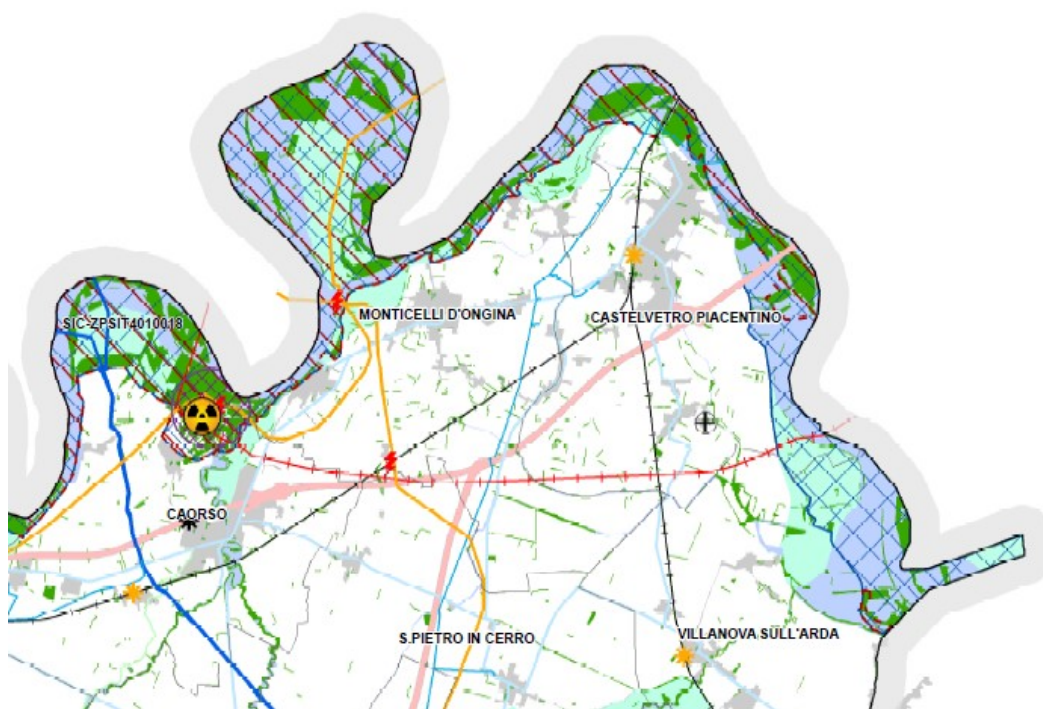 MONTICELLI D'ONGINA
CASTELVETRO PIACENTINO
SIC-ZPSIT4010018
CAORSO
S.PIETRO IN CERRO
VILLANOVA SULL'ARDA